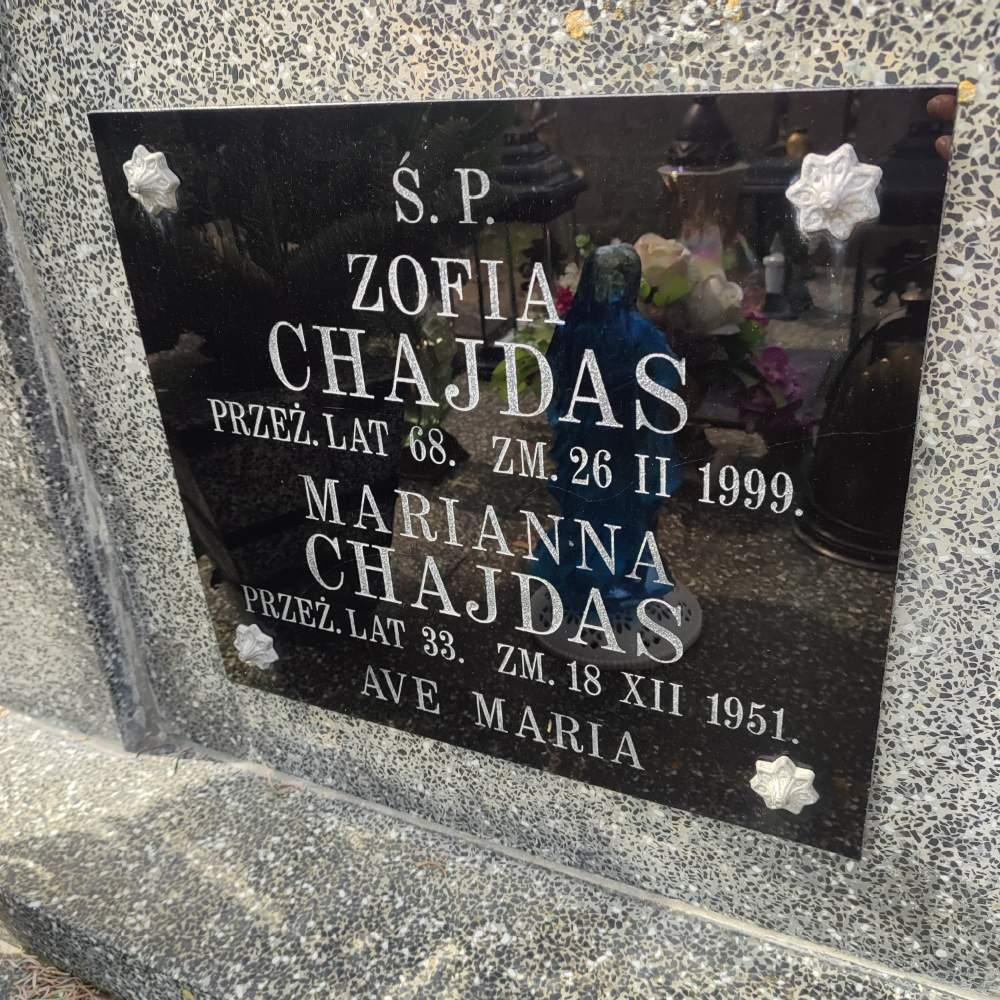 Ś. P.
ZOFIA
CHAJDAS
PRZEŻ. LAT 68. ZM. 26 II 1999.
MARIANNA
CHAJDAS
PRZEŻ. LAT 33. ZM. 18 XII 1951.
AVE MARIA